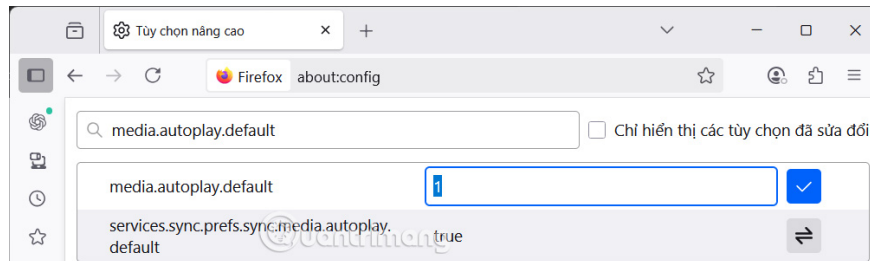 Tùy chọn nâng cao
Firefox about:config
media.autoplay.default
Chỉ hiển thị các tùy chọn đã sửa đổi
media.autoplay.default 1
services.sync.prefs.sync.media.autoplay.
default
true
Quantrimang